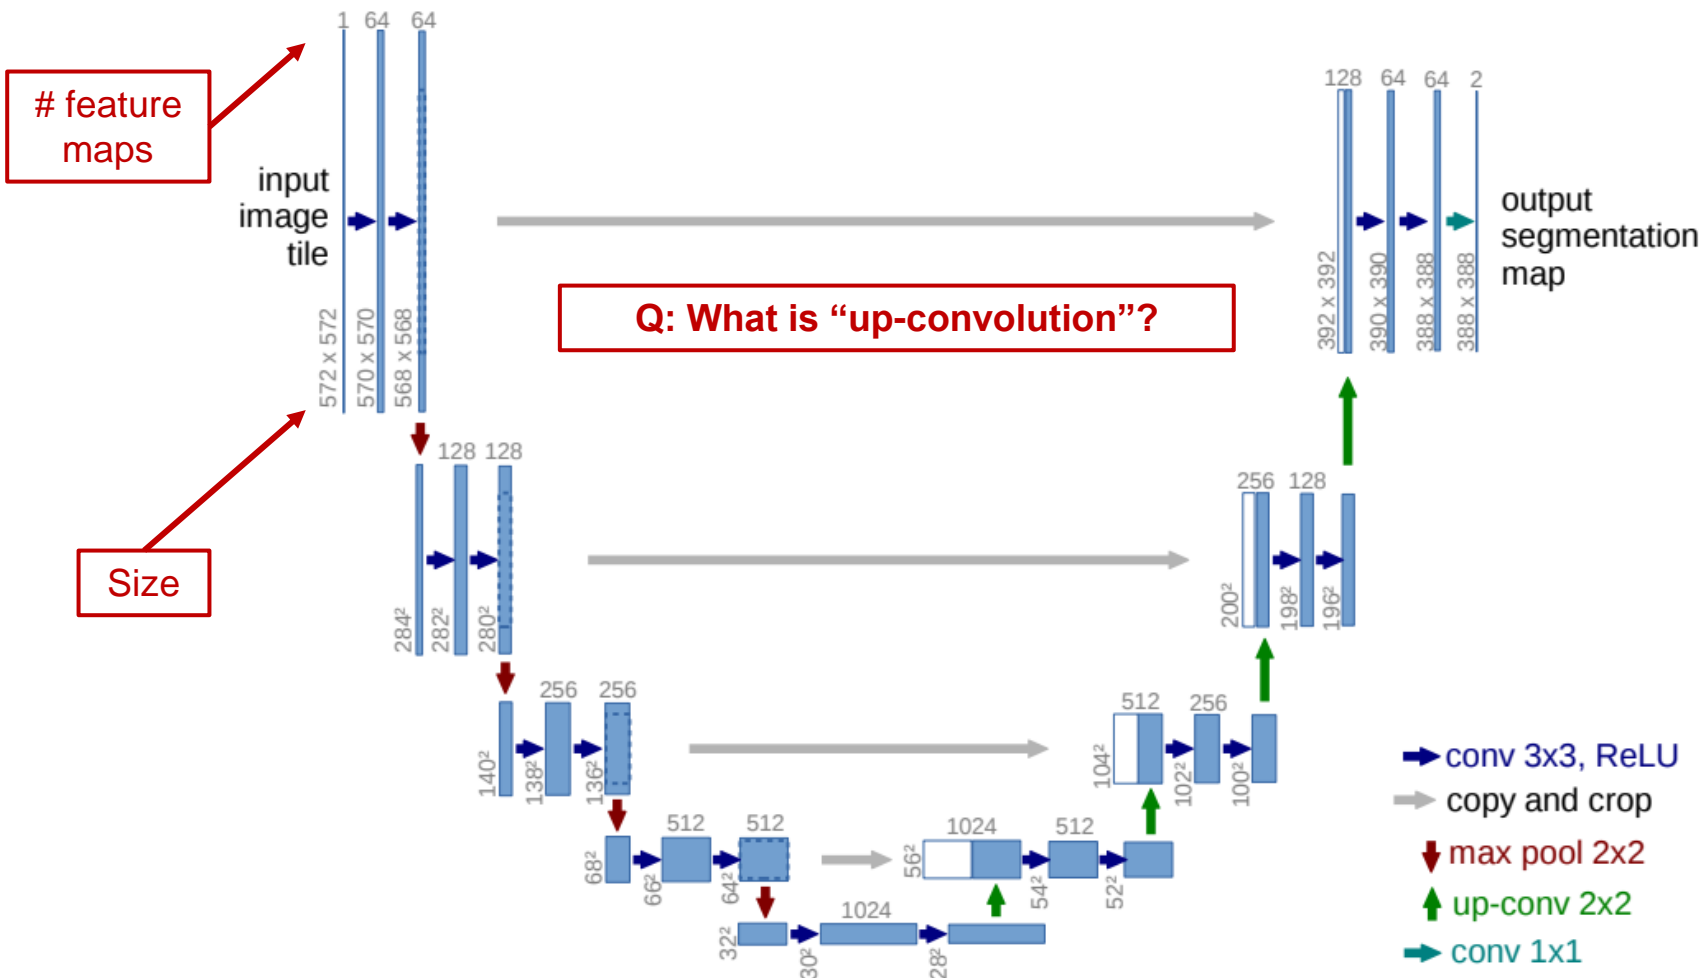 1 64 64
# feature
maps
input
image
tile
572 x 572
570 x 570
568 x 568
Size
Q: What is “up-convolution”?
128 64 64 2
392 x 392
390 x 390
388 x 388
388 x 388
output
segmentation
map
128 128
284²
282²
280²
256 128
200²
198²
196²
256 256
140²
138²
136²
512 256
104²
102²
100²
512 512
68²
66²
64²
1024 512
56²
54²
52²
1024
32²
30²
28²
conv 3x3, ReLU
copy and crop
max pool 2x2
up-conv 2x2
conv 1x1